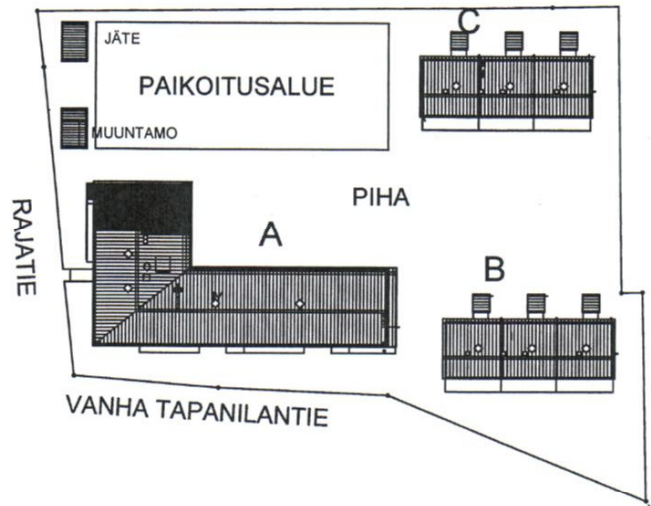 C
JÄTE
PAIKOITUSALUE
MUUNTAMO
PIHA
RAJATIE
A
B
VANHA TAPANILANTIE